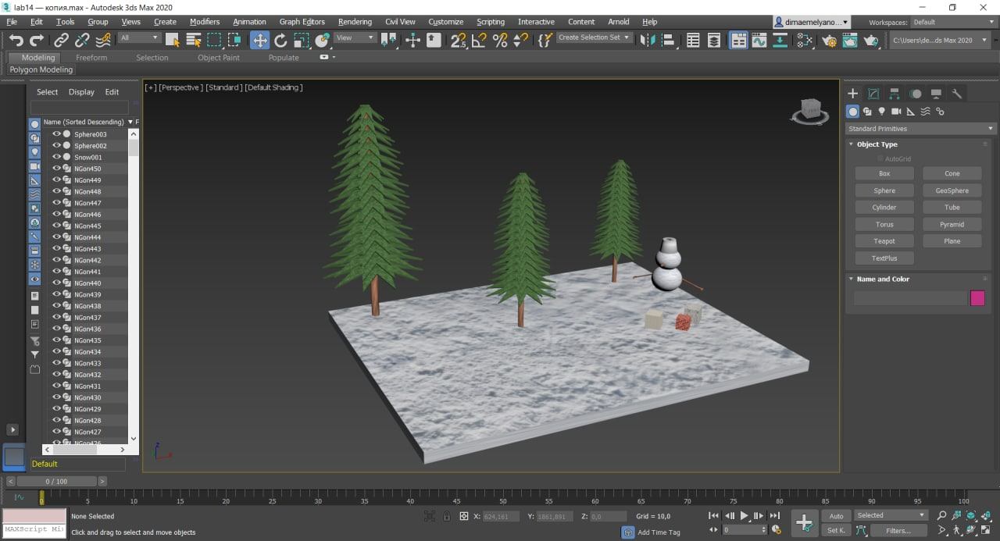 lab14 — копия.max - Autodesk 3ds Max 2020
File Edit Tools Group Views Create Modifiers Animation Graph Editors Rendering Civil View Customize Scripting Interactive Content Arnold Help dimaemelyano... Workspaces: Default
All View Create Selection Set C:\Users\de...ds Max 2020
Modeling Freeform Selection Object Paint Populate
Polygon Modeling
Select Display Edit
[+] [Perspective ] [Standard ] [Default Shading ]
Name (Sorted Descending) F
Sphere003
Sphere002
Snow001
NGon450
NGon449
NGon448
NGon447
NGon446
NGon445
NGon444
NGon443
NGon442
NGon441
NGon440
NGon439
NGon438
NGon437
NGon436
NGon435
NGon434
NGon433
NGon432
NGon431
NGon430
NGon429
NGon428
NGon427
NGon426
Default
Standard Primitives
Object Type
AutoGrid
Box Cone
Sphere GeoSphere
Cylinder Tube
Torus Pyramid
Teapot Plane
TextPlus
Name and Color
z
x
0 / 100
0 5 10 15 20 25 30 35 40 45 50 55 60 65 70 75 80 85 90 95 100
None Selected X: 624,161 Y: 1861,891 Z: 0,0 Grid = 10,0 Auto Selected
MAXScript Mi
Click and drag to select and move objects Add Time Tag 0 Set K. Filters...